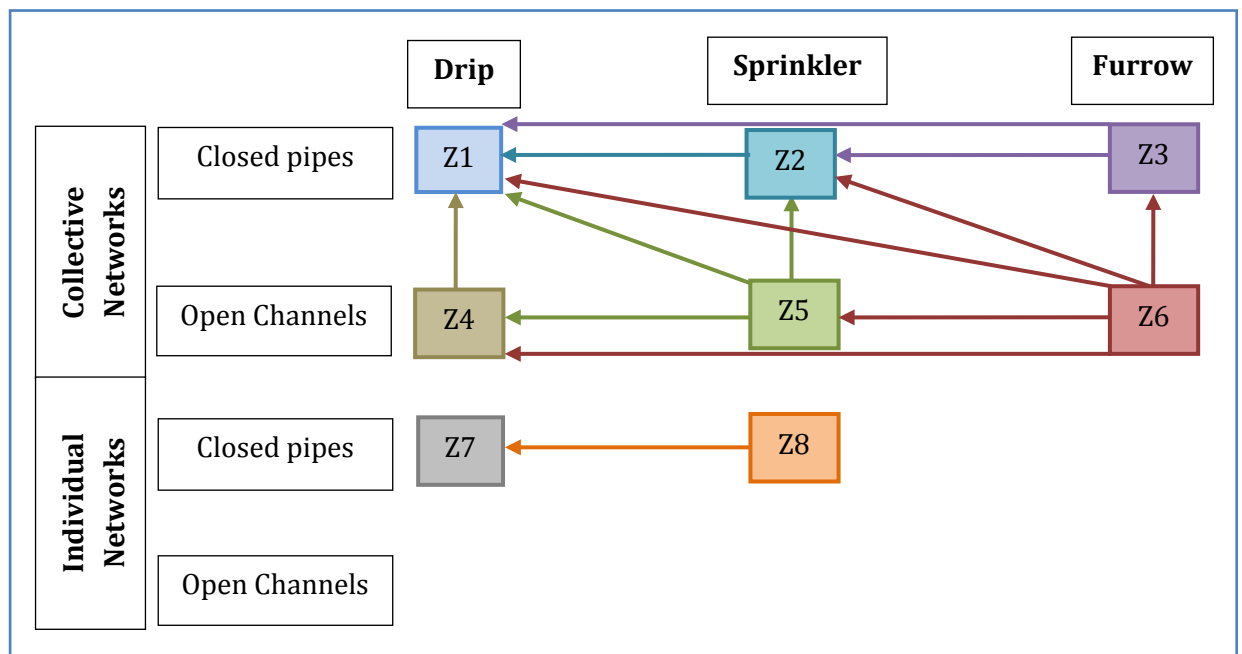 Drip
Sprinkler
Furrow
Collective
Networks
Closed pipes
Z1
Z2
Z3
Open Channels
Z4
Z5
Z6
Individual
Networks
Closed pipes
Z7
Z8
Open Channels